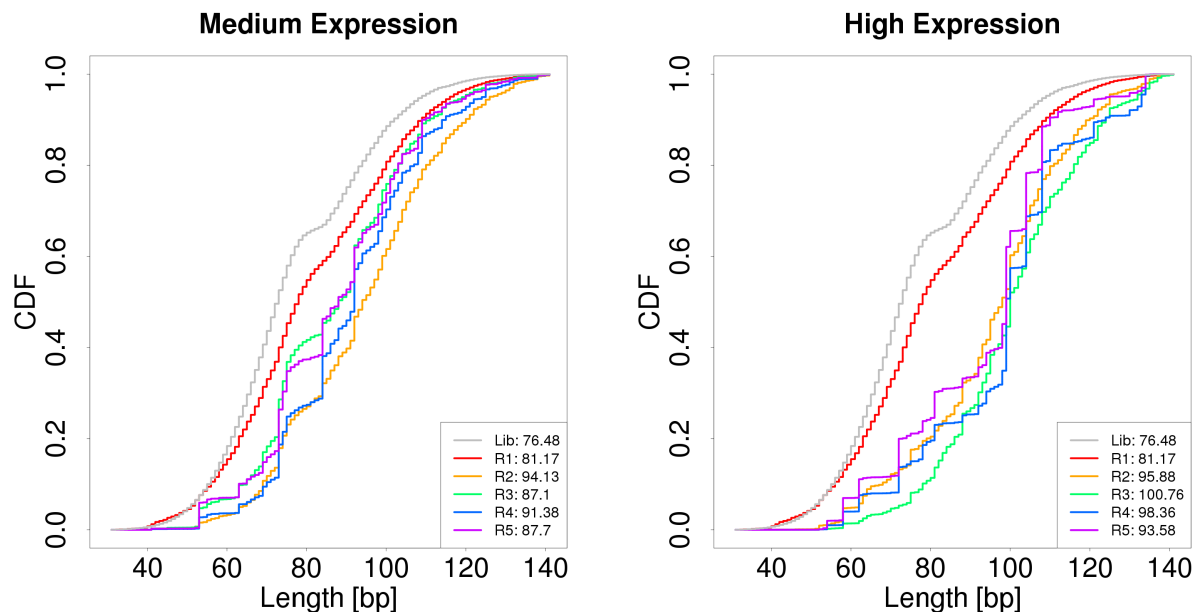 Medium Expression
CDF
0.0 0.2 0.4 0.6 0.8 1.0
40 60 80 100 120 140
Length [bp]
Lib: 76.48
R1: 81.17
R2: 94.13
R3: 87.1
R4: 91.38
R5: 87.7
High Expression
CDF
0.0 0.2 0.4 0.6 0.8 1.0
40 60 80 100 120 140
Length [bp]
Lib: 76.48
R1: 81.17
R2: 95.88
R3: 100.76
R4: 98.36
R5: 93.58